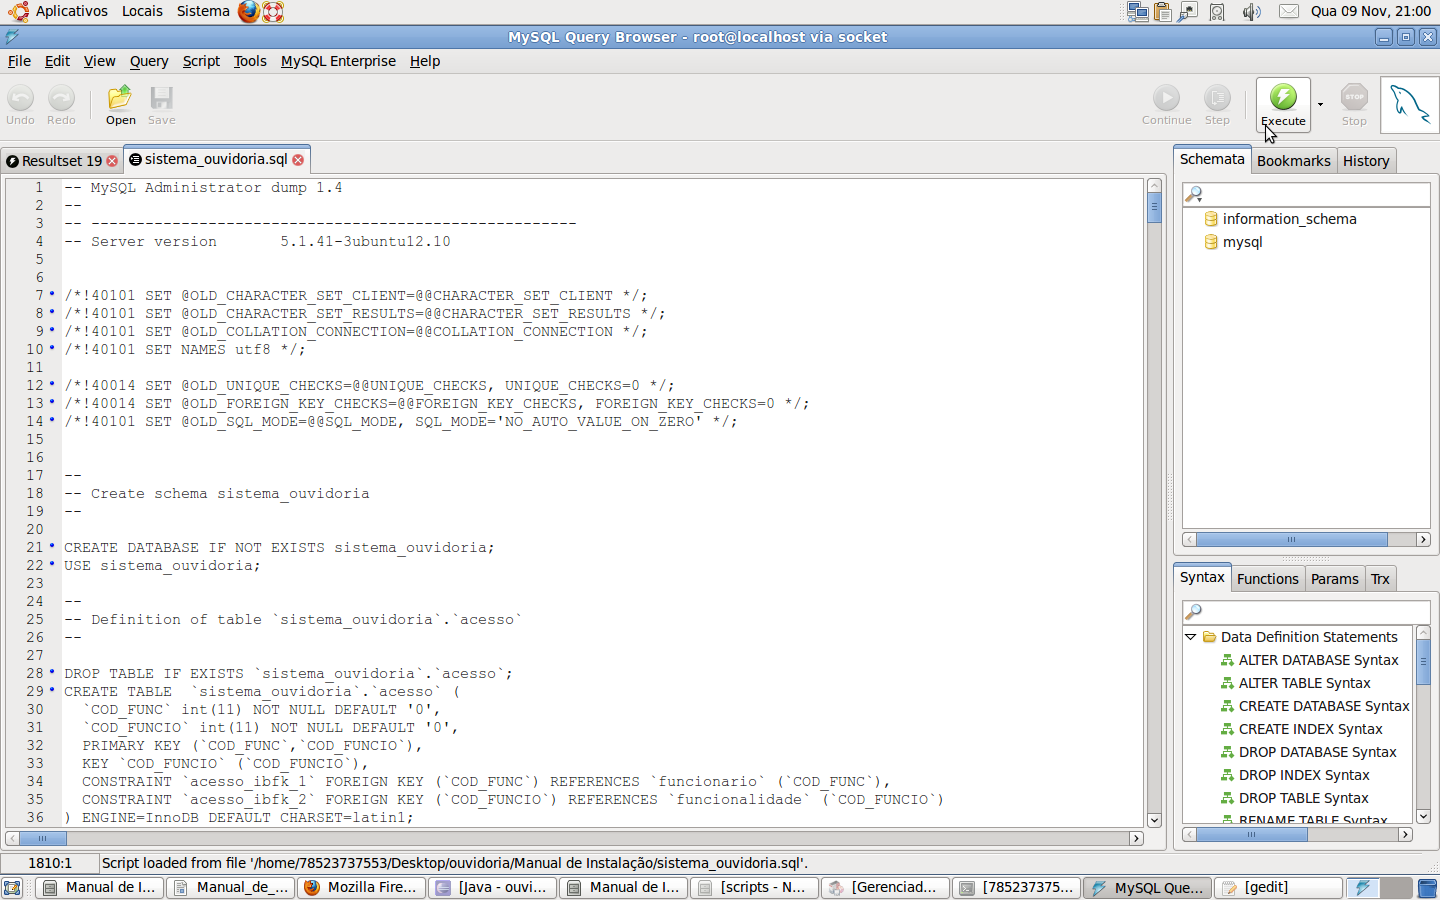 Aplicativos Locais Sistema Qua 09 Nov, 21:00
MySQL Query Browser - root@localhost via socket
File Edit View Query Script Tools MySQL Enterprise Help
Undo Redo Open Save Continue Step Execute STOP Stop
Resultset 19 sistema_ouvidoria.sql
1 -- MySQL Administrator dump 1.4
2 --
3 -- ------------------------------------------------------
4 -- Server version 5.1.41-3ubuntu12.10
5
6
7 /*!40101 SET @OLD_CHARACTER_SET_CLIENT=@@CHARACTER_SET_CLIENT */;
8 /*!40101 SET @OLD_CHARACTER_SET_RESULTS=@@CHARACTER_SET_RESULTS */;
9 /*!40101 SET @OLD_COLLATION_CONNECTION=@@COLLATION_CONNECTION */;
10 /*!40101 SET NAMES utf8 */;
11
12 /*!40014 SET @OLD_UNIQUE_CHECKS=@@UNIQUE_CHECKS, UNIQUE_CHECKS=0 */;
13 /*!40014 SET @OLD_FOREIGN_KEY_CHECKS=@@FOREIGN_KEY_CHECKS, FOREIGN_KEY_CHECKS=0 */;
14 /*!40101 SET @OLD_SQL_MODE=@@SQL_MODE, SQL_MODE='NO_AUTO_VALUE_ON_ZERO' */;
15
16
17 --
18 -- Create schema sistema_ouvidoria
19 --
20
21 CREATE DATABASE IF NOT EXISTS sistema_ouvidoria;
22 USE sistema_ouvidoria;
23
24 --
25 -- Definition of table `sistema_ouvidoria`.`acesso`
26 --
27
28 DROP TABLE IF EXISTS `sistema_ouvidoria`.`acesso`;
29 CREATE TABLE `sistema_ouvidoria`.`acesso` (
30 `COD_FUNC` int(11) NOT NULL DEFAULT '0',
31 `COD_FUNCIO` int(11) NOT NULL DEFAULT '0',
32 PRIMARY KEY (`COD_FUNC`,`COD_FUNCIO`),
33 KEY `COD_FUNCIO` (`COD_FUNCIO`),
34 CONSTRAINT `acesso_ibfk_1` FOREIGN KEY (`COD_FUNC`) REFERENCES `funcionario` (`COD_FUNC`),
35 CONSTRAINT `acesso_ibfk_2` FOREIGN KEY (`COD_FUNCIO`) REFERENCES `funcionalidade` (`COD_FUNCIO`)
36 ) ENGINE=InnoDB DEFAULT CHARSET=latin1;
Schemata Bookmarks History
information_schema
mysql
Syntax Functions Params Trx
Data Definition Statements
ALTER DATABASE Syntax
ALTER TABLE Syntax
CREATE DATABASE Syntax
CREATE INDEX Syntax
DROP DATABASE Syntax
DROP INDEX Syntax
DROP TABLE Syntax
RENAME TABLE Syntax
1810:1 Script loaded from file '/home/78523737553/Desktop/ouvidoria/Manual de Instalação/sistema_ouvidoria.sql'.
Manual de I... Manual_de_... Mozilla Fire... [Java - ouvi... Manual de I... [scripts - N... [Gerenciad... [785237375... MySQL Que... [gedit]